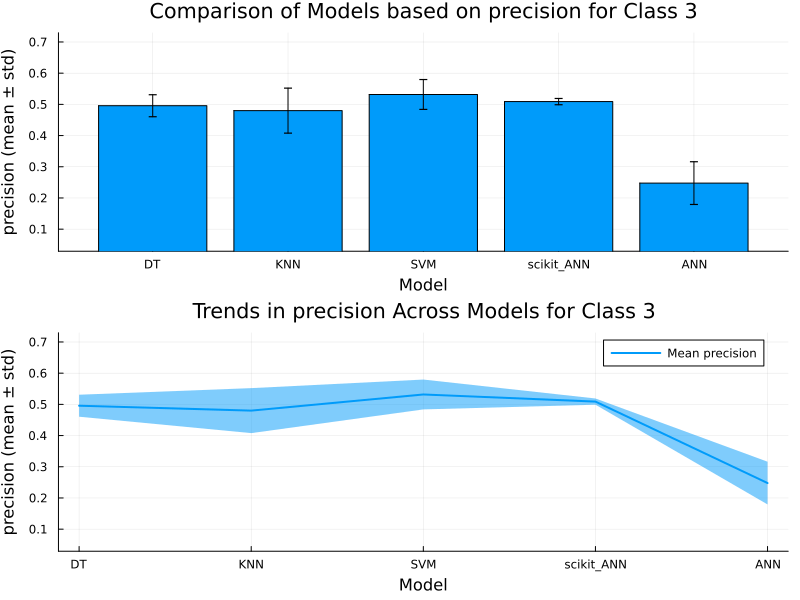 Comparison of Models based on precision for Class 3
precision (mean ± std)
0.7
0.6
0.5
0.4
0.3
0.2
0.1
DT KNN SVM scikit_ANN ANN
Model
Trends in precision Across Models for Class 3
precision (mean ± std)
0.7
0.6
0.5
0.4
0.3
0.2
0.1
Mean precision
DT KNN SVM scikit_ANN ANN
Model